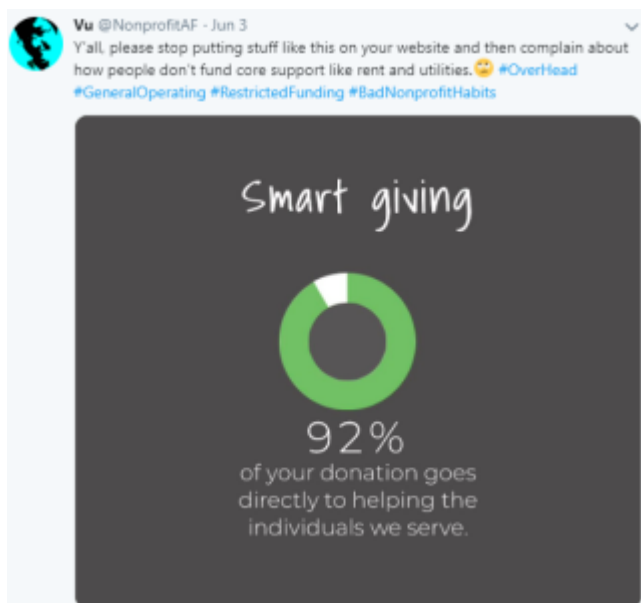 Vu @NonprofitAF - Jun 3
Y'all, please stop putting stuff like this on your website and then complain about
how people don't fund core support like rent and utilities.🙄 #OverHead
#GeneralOperating #RestrictedFunding #BadNonprofitHabits
Smart giving
92%
of your donation goes
directly to helping the
individuals we serve.